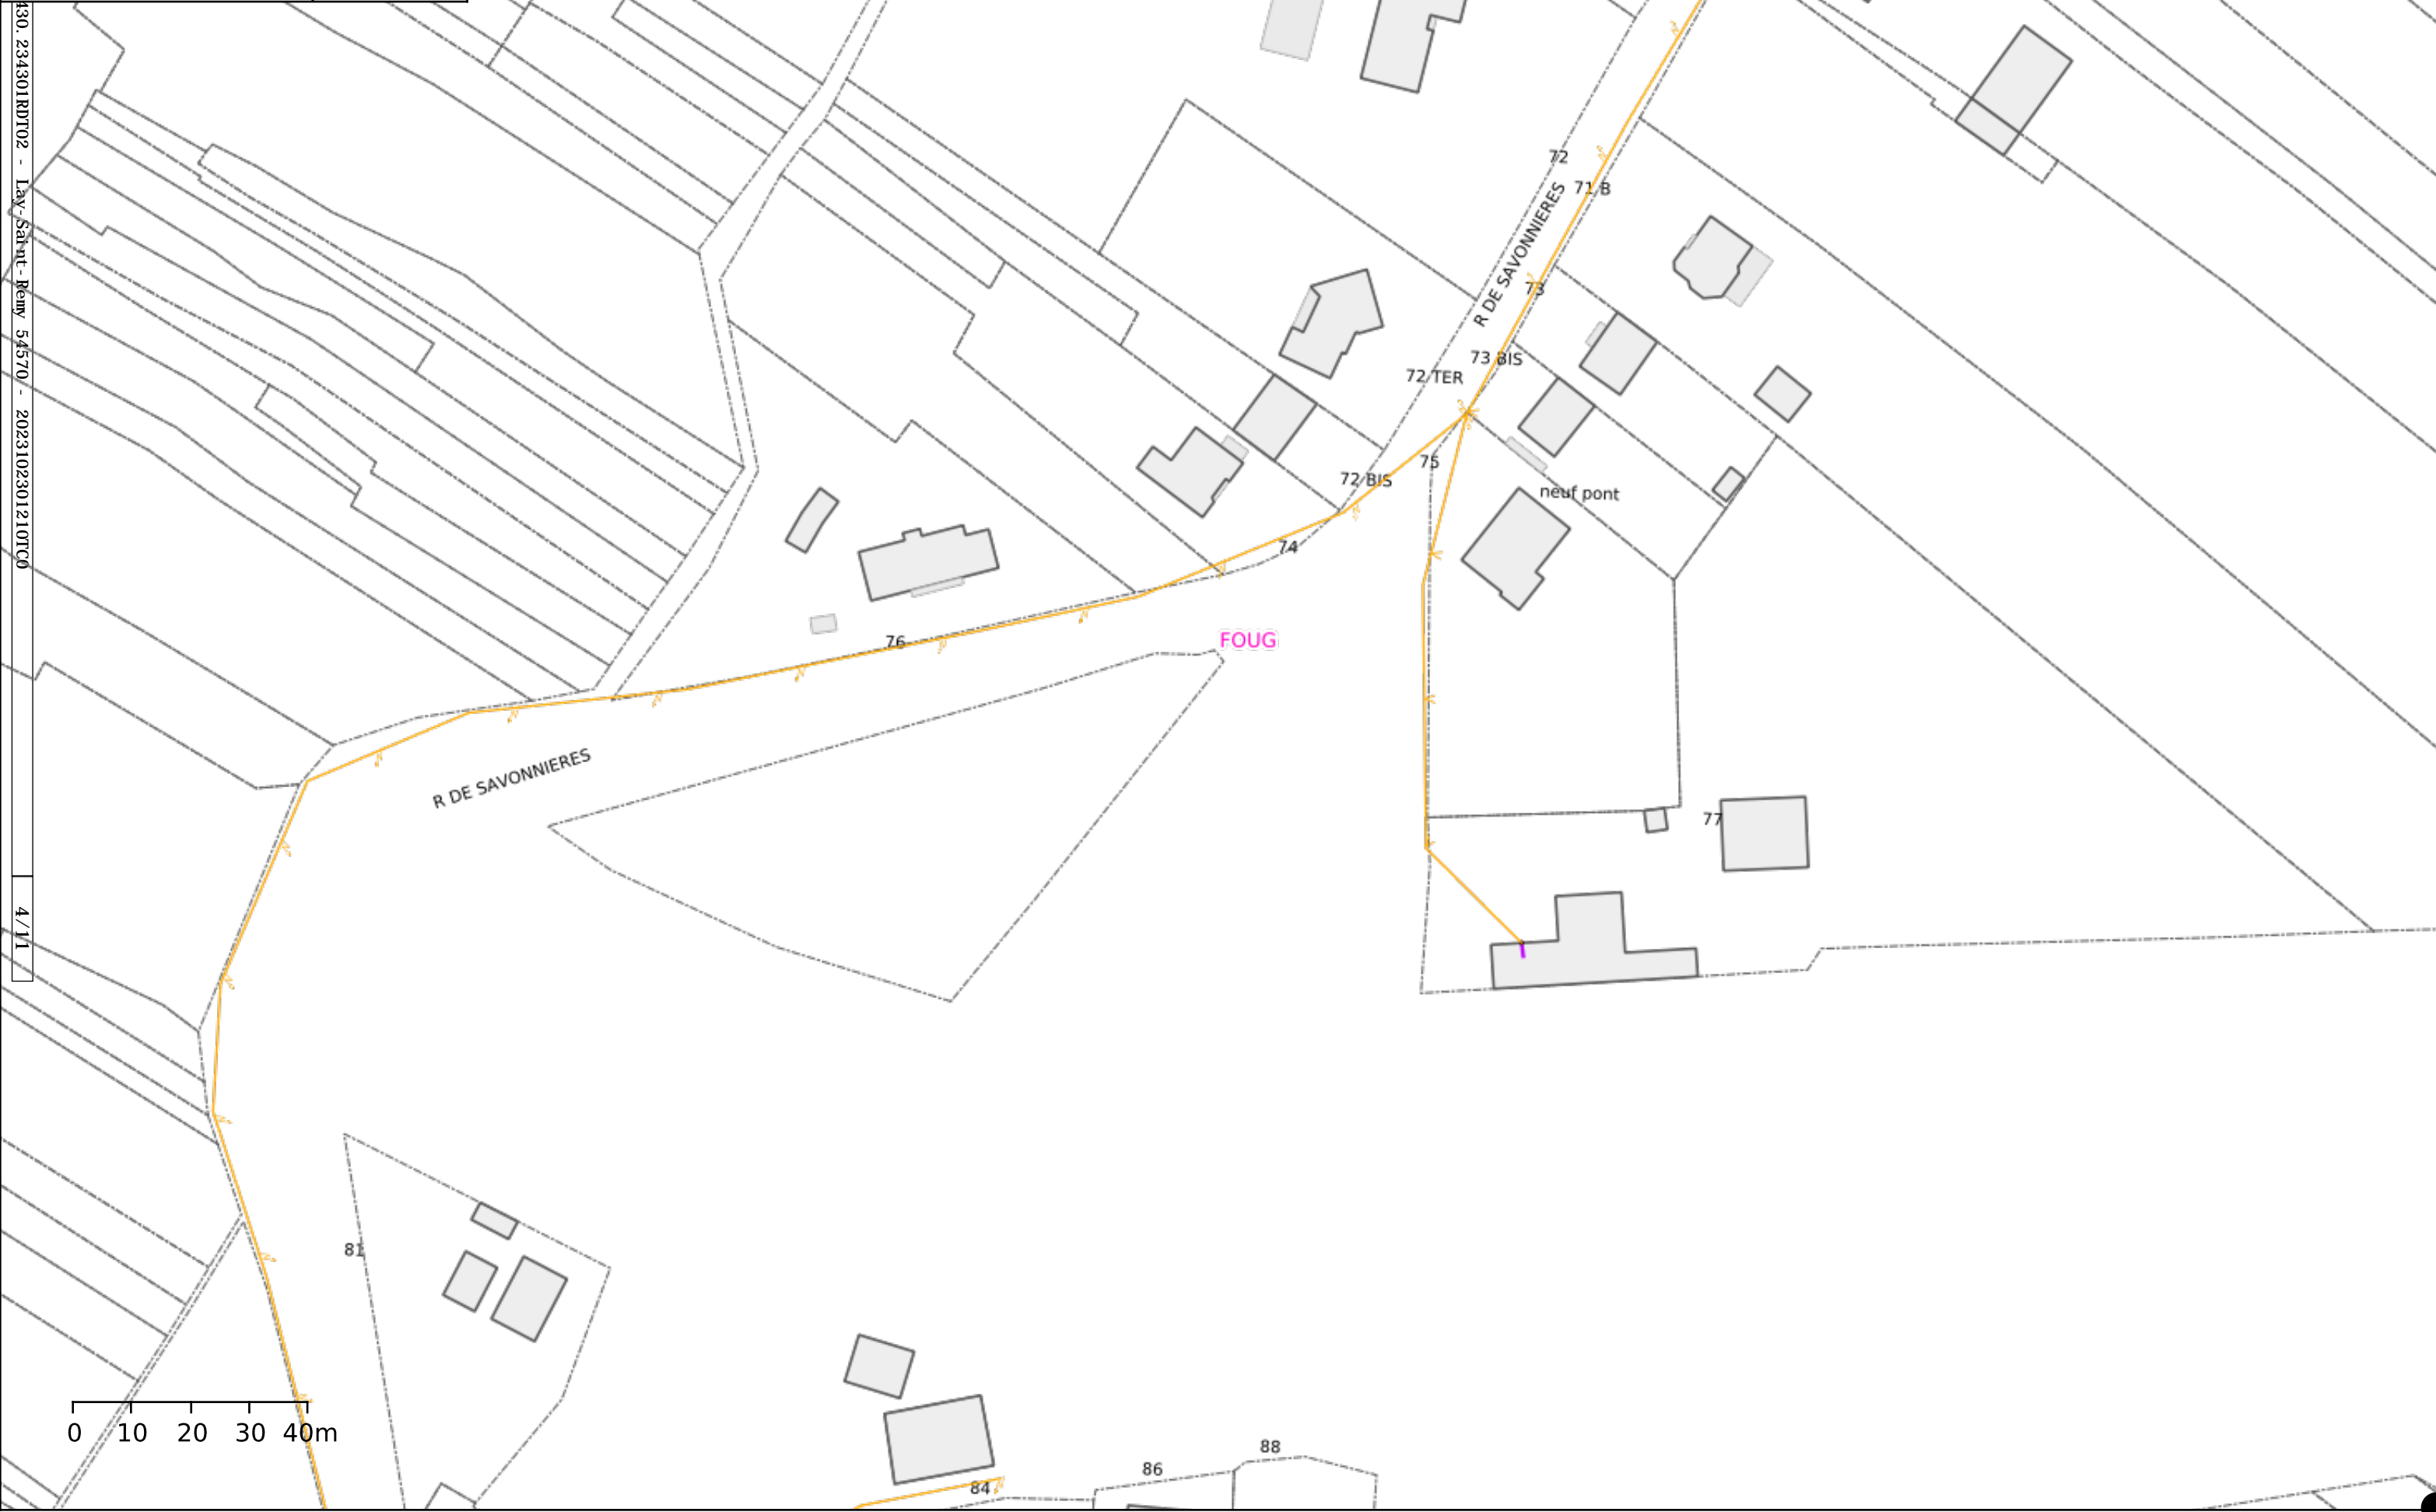 430. 234301RDT02 - Lay-Saint-Remy 54570 - 2023102301210TC0
4/11
72
71 B
R DE SAVONNIERES
73
73 BIS
72 TER
75
72 BIS
neuf pont
74
FOUG
76
R DE SAVONNIERES
77
81
0 10 20 30 40m
88
86
84